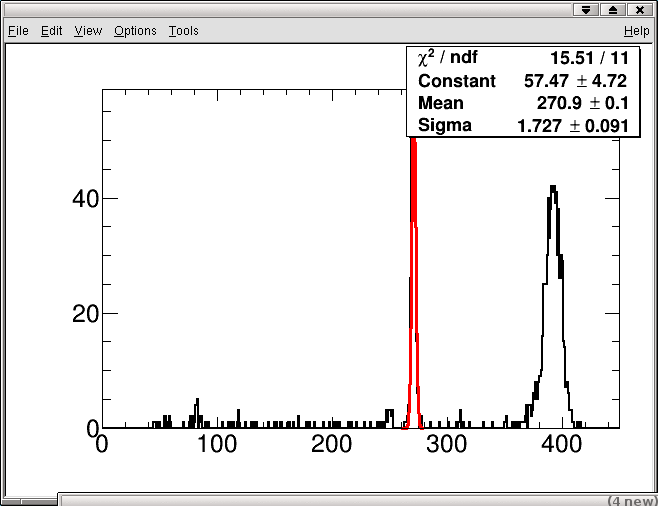 File Edit View Options Tools Help
χ² / ndf 15.51 / 11
Constant 57.47 ± 4.72
Mean 270.9 ± 0.1
Sigma 1.727 ± 0.091
40
20
0
0 100 200 300 400
(4 new)